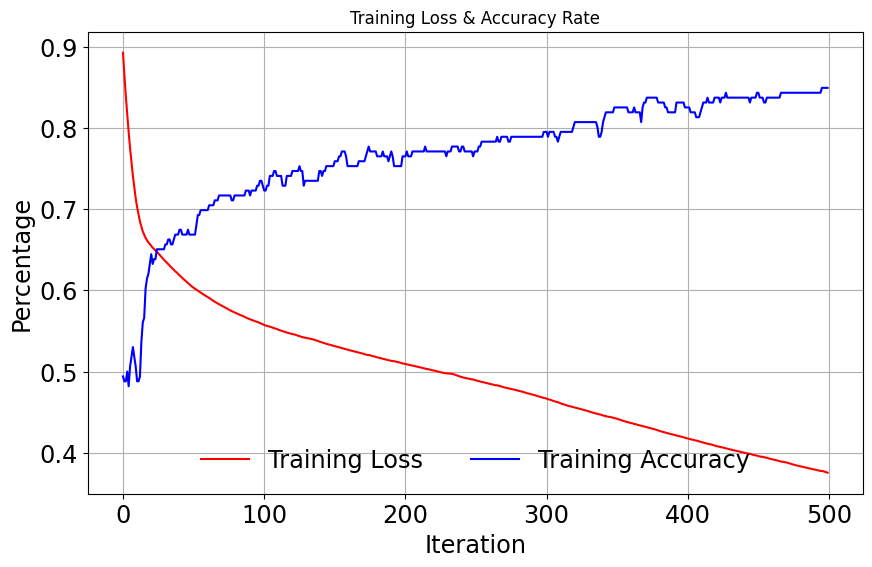 Training Loss & Accuracy Rate
Percentage
0.9
0.8
0.7
0.6
0.5
0.4
Training Loss
Training Accuracy
0 100 200 300 400 500
Iteration